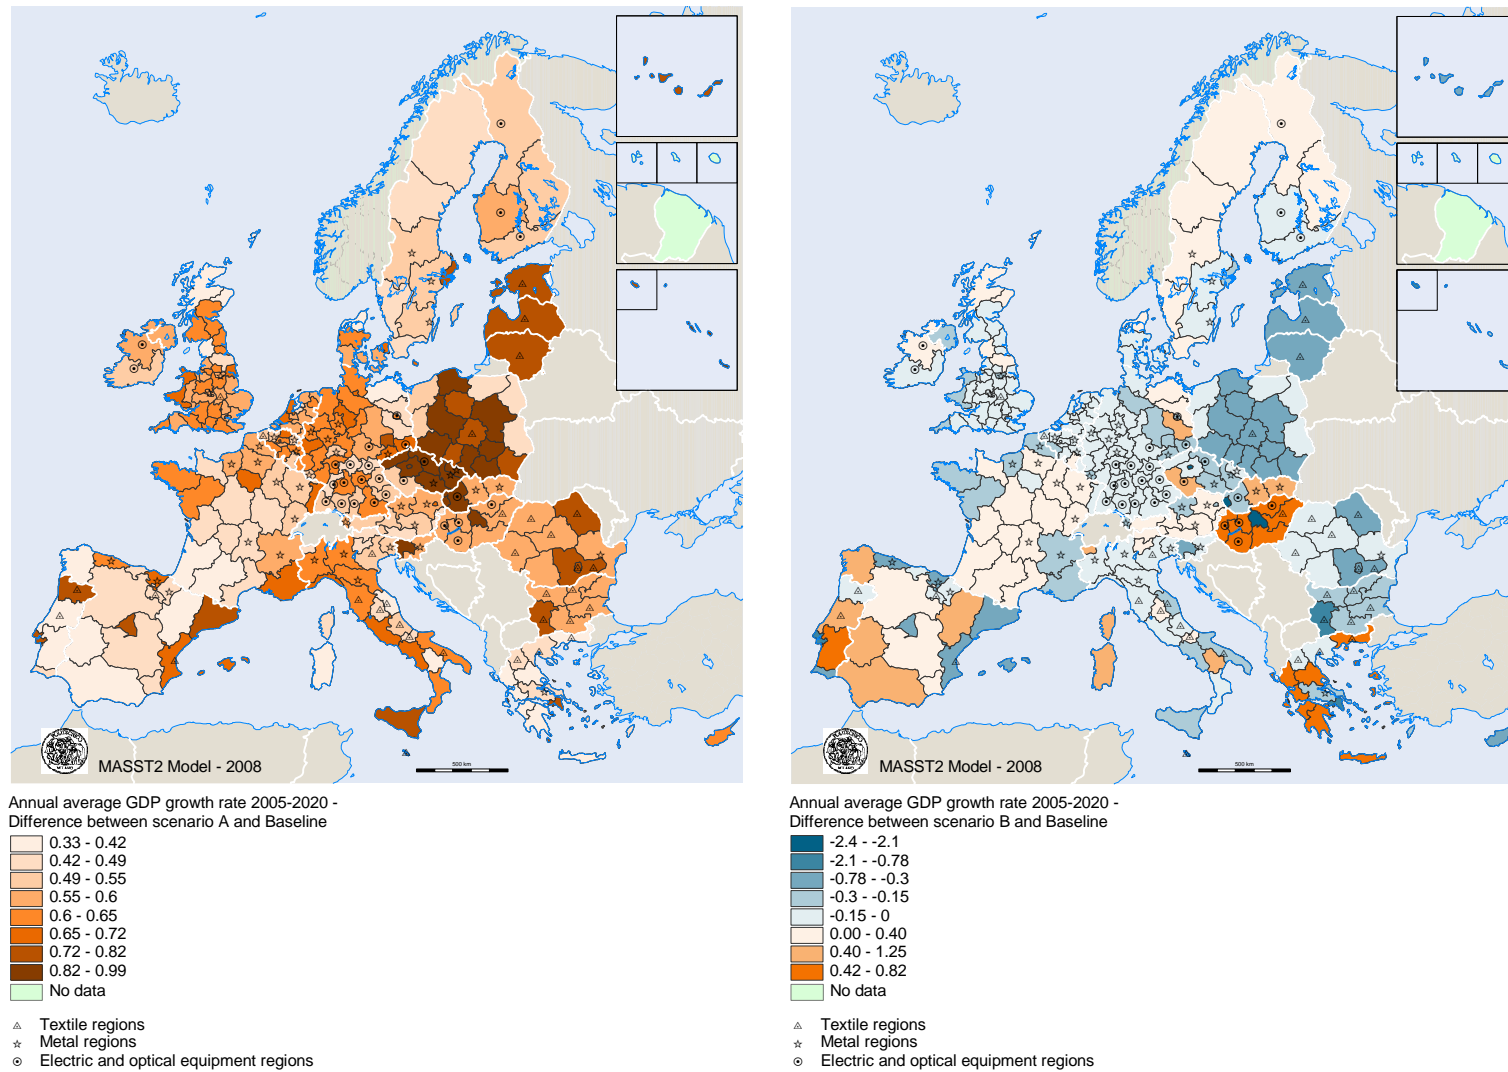 MASST2 Model - 2008
500 km
Annual average GDP growth rate 2005-2020 -
Difference between scenario A and Baseline
0.33 - 0.42
0.42 - 0.49
0.49 - 0.55
0.55 - 0.6
0.6 - 0.65
0.65 - 0.72
0.72 - 0.82
0.82 - 0.99
No data
Textile regions
Metal regions
Electric and optical equipment regions
MASST2 Model - 2008
500 km
Annual average GDP growth rate 2005-2020 -
Difference between scenario B and Baseline
-2.4 - -2.1
-2.1 - -0.78
-0.78 - -0.3
-0.3 - -0.15
-0.15 - 0
0.00 - 0.40
0.40 - 1.25
0.42 - 0.82
No data
Textile regions
Metal regions
Electric and optical equipment regions